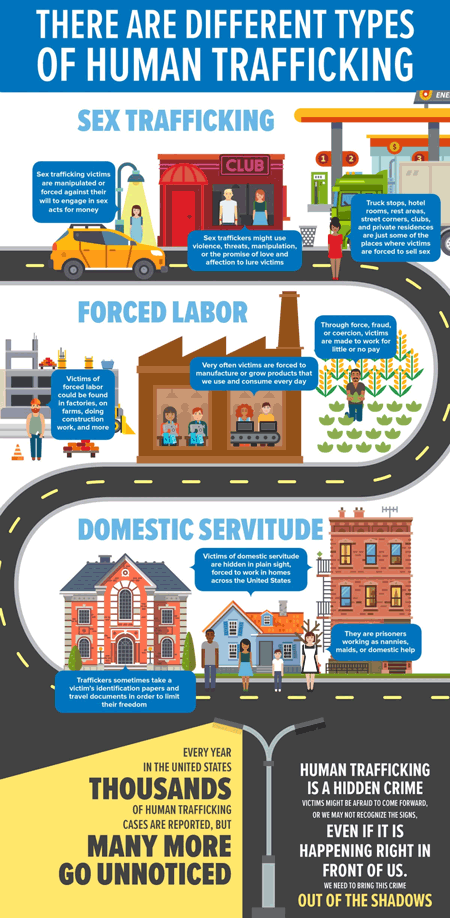 THERE ARE DIFFERENT TYPES
OF HUMAN TRAFFICKING
ENE
SEX TRAFFICKING
1
2
3
CLUB
Sex trafficking victims
are manipulated or
forced against their
will to engage in sex
acts for money
Sex traffickers might use
violence, threats, manipulation,
or the promise of love and
affection to lure victims
Truck stops, hotel
rooms, rest areas,
street corners, clubs,
and private residences
are just some of the
places where victims
are forced to sell sex
FORCED LABOR
Victims of
forced labor
could be found
in factories, on
farms, doing
construction
work, and more
Very often victims are forced to
manufacture or grow products that
we use and consume every day
Through force, fraud,
or coercion, victims
are made to work for
little or no pay
DOMESTIC SERVITUDE
Victims of domestic servitude
are hidden in plain sight,
forced to work in homes
across the United States
They are prisoners
working as nannies,
maids, or domestic help
Traffickers sometimes take a
victim's identification papers and
travel documents in order to limit
their freedom
EVERY YEAR
IN THE UNITED STATES
THOUSANDS
OF HUMAN TRAFFICKING
CASES ARE REPORTED, BUT
MANY MORE
GO UNNOTICED
HUMAN TRAFFICKING
IS A HIDDEN CRIME
VICTIMS MIGHT BE AFRAID TO COME FORWARD,
OR WE MAY NOT RECOGNIZE THE SIGNS,
EVEN IF IT IS
HAPPENING RIGHT IN
FRONT OF US.
WE NEED TO BRING THIS CRIME
OUT OF THE SHADOWS